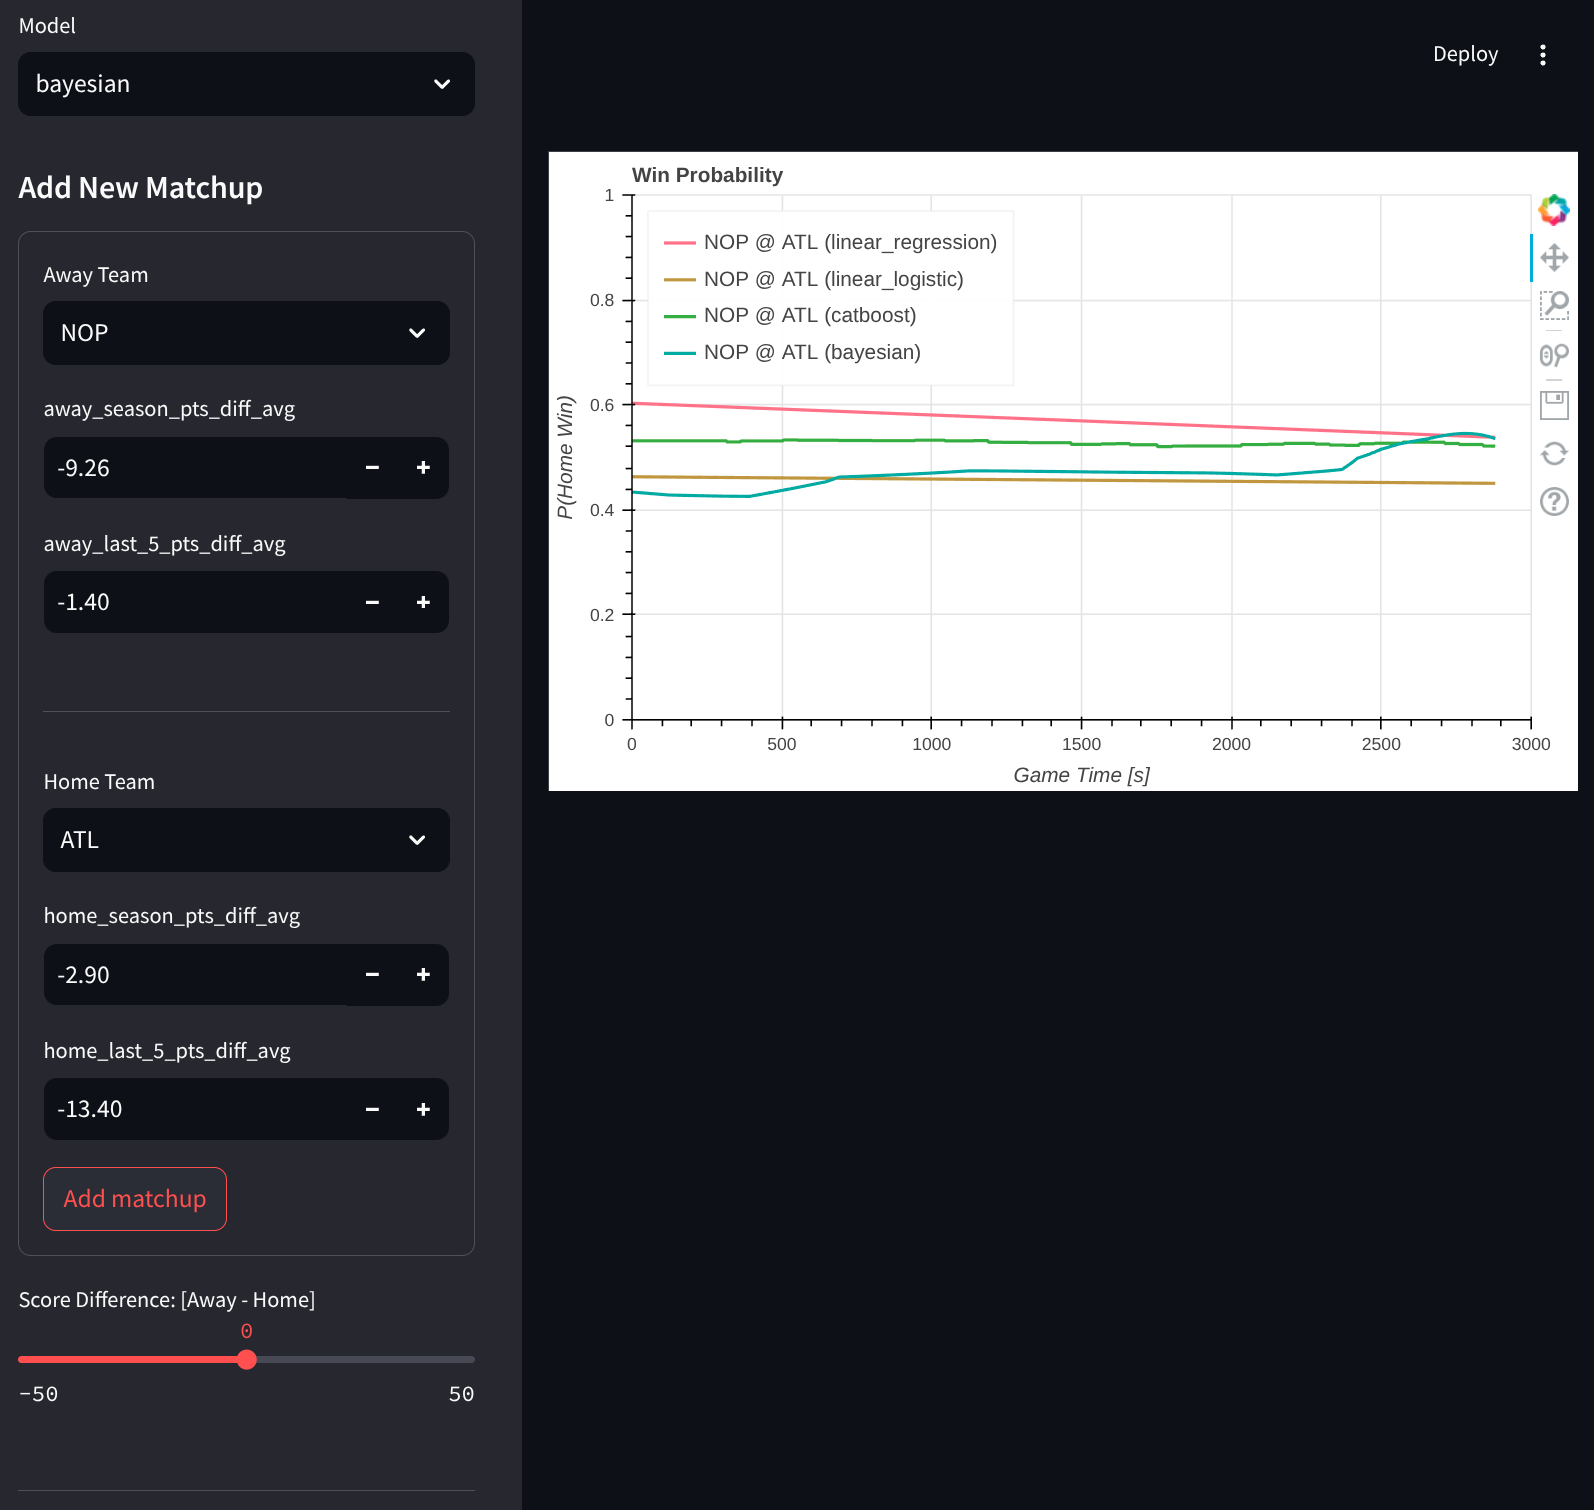 Model
bayesian
Add New Matchup
Away Team
NOP
away_season_pts_diff_avg
-9.26
away_last_5_pts_diff_avg
-1.40
Home Team
ATL
home_season_pts_diff_avg
-2.90
home_last_5_pts_diff_avg
-13.40
Add matchup
Score Difference: [Away - Home]
0
-50 50
Deploy
Win Probability
NOP @ ATL (linear_regression)
NOP @ ATL (linear_logistic)
NOP @ ATL (catboost)
NOP @ ATL (bayesian)
P(Home Win)
1
0.8
0.6
0.4
0.2
0
0 500 1000 1500 2000 2500 3000
Game Time [s]